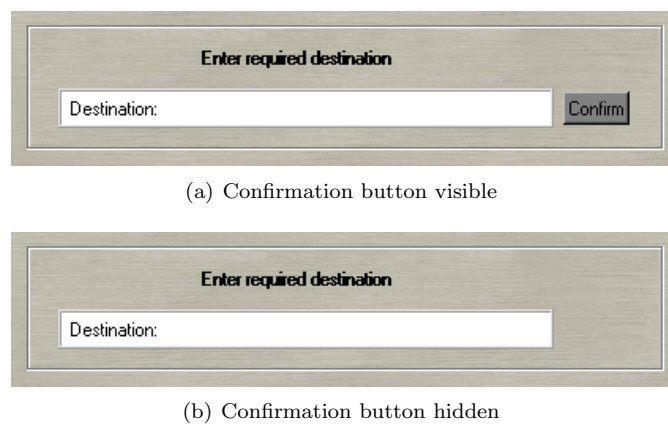 Enter required destination
Destination: Confirm
(a) Confirmation button visible
Enter required destination
Destination:
(b) Confirmation button hidden